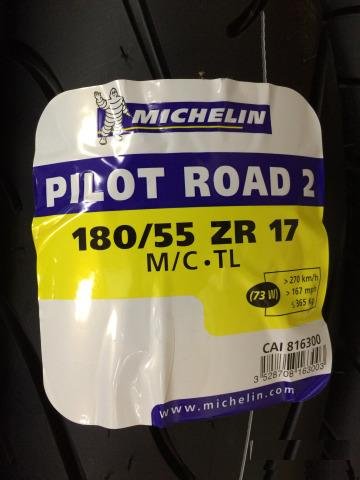 MICHELIN
PILOT ROAD 2
180/55 ZR 17
M/C • TL
(73 W)
> 270 km/h
> 167 mph
≤ 365 kg
CAI 816300
3 528708 163003
www.michelin.com